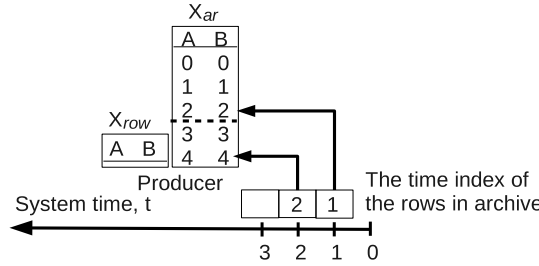 X_ar
A B
0 0
1 1
2 2
3 3
4 4
X_row
A B
Producer
System time, t
2 1
The time index of
the rows in archive
3 2 1 0